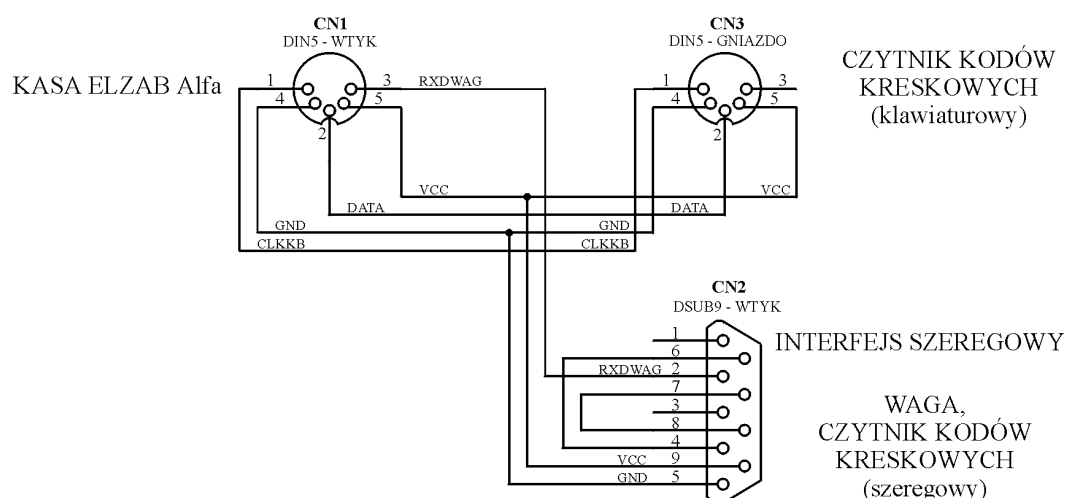 CN1
DIN5 - WTYK
CN3
DIN5 - GNIAZDO
KASA ELZAB Alfa
CZYTNIK KODÓW
KRESKOWYCH
(klawiaturowy)
1
3
RXDWAG
4
5
2
1
3
4
5
2
VCC
VCC
DATA
DATA
GND
GND
CLKKB
CLKKB
CN2
DSUB9 - WTYK
INTERFEJS SZEREGOWY
1
6
RXDWAG 2
7
3
8
4
VCC 9
GND 5
WAGA,
CZYTNIK KODÓW
KRESKOWYCH
(szeregowy)